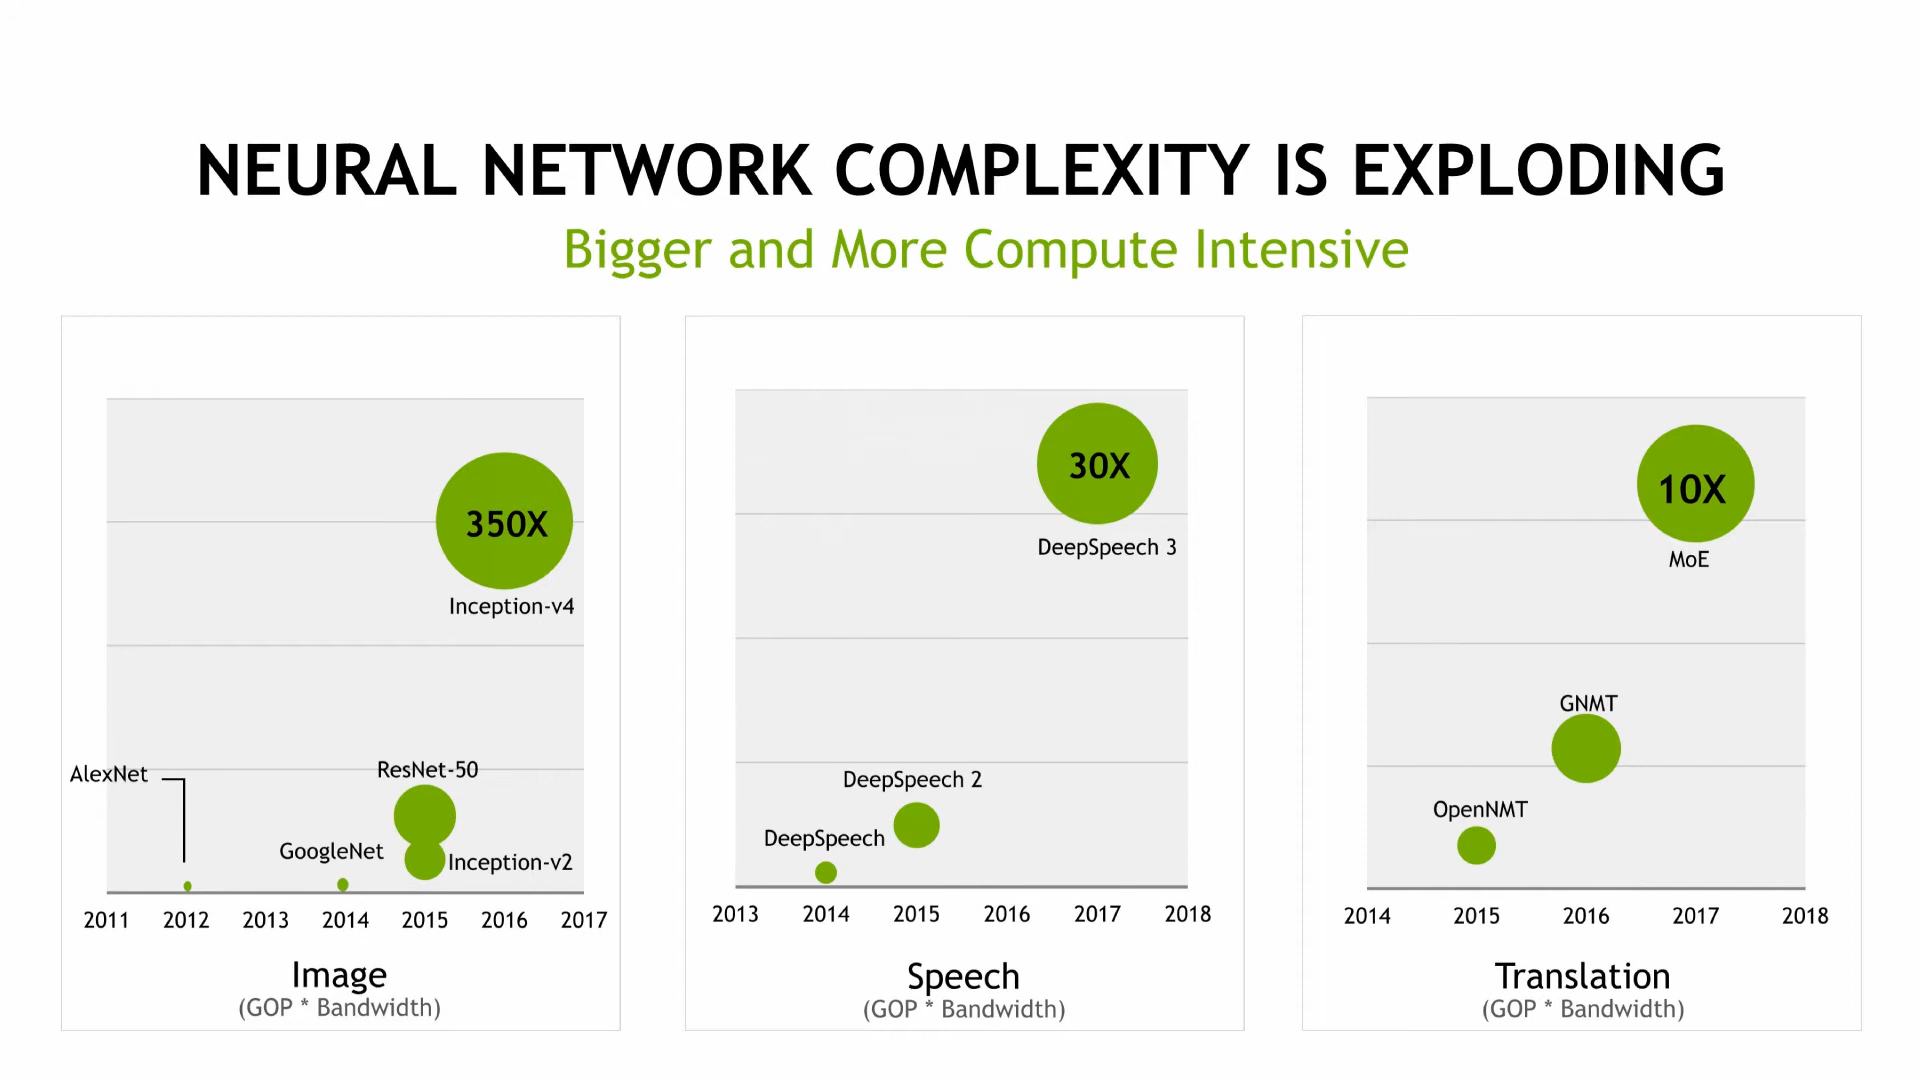 NEURAL NETWORK COMPLEXITY IS EXPLODING
Bigger and More Compute Intensive
350X
Inception-v4
AlexNet
ResNet-50
GoogleNet
Inception-v2
2011 2012 2013 2014 2015 2016 2017
Image
(GOP * Bandwidth)
30X
DeepSpeech 3
DeepSpeech 2
DeepSpeech
2013 2014 2015 2016 2017 2018
Speech
(GOP * Bandwidth)
10X
MoE
GNMT
OpenNMT
2014 2015 2016 2017 2018
Translation
(GOP * Bandwidth)